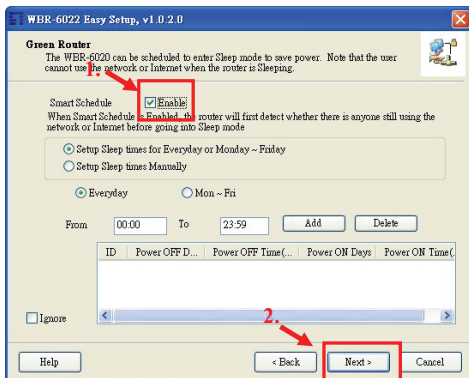 WBR-6022 Easy Setup, v1.0.2.0
Green Router
The WBR-6020 can be scheduled to enter Sleep mode to save power. Note that the user
cannot use the network or Internet when the router is Sleeping.
1.
Smart Schedule Enable
When Smart Schedule is Enabled, the router will first detect whether there is anyone still using the
network or Internet before going into Sleep mode
Setup Sleep times for Everyday or Monday ~ Friday
Setup Sleep times Manually
Everyday Mon ~ Fri
From 00:00 To 23:59 Add Delete
ID Power OFF D... Power OFF Time(... Power ON Days Power ON Time(.
Ignore
2.
Help < Back Next > Cancel